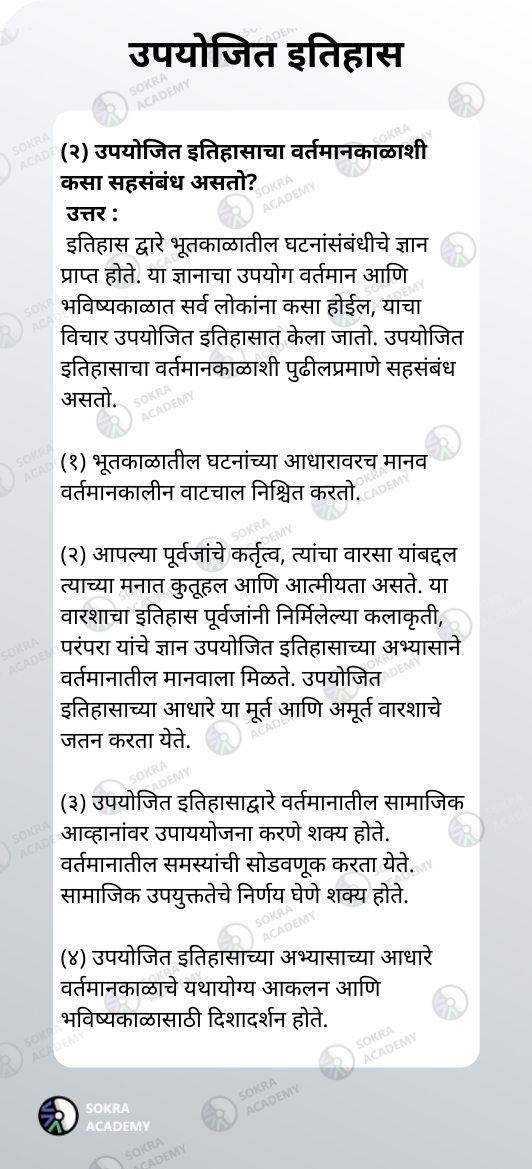 उपयोजित इतिहास
(२) उपयोजित इतिहासाचा वर्तमानकाळाशी
कसा सहसंबंध असतो?
उत्तर :
इतिहास द्वारे भूतकाळातील घटनांसंबंधीचे ज्ञान
प्राप्त होते. या ज्ञानाचा उपयोग वर्तमान आणि
भविष्यकाळात सर्व लोकांना कसा होईल, याचा
विचार उपयोजित इतिहासात केला जातो. उपयोजित
इतिहासाचा वर्तमानकाळाशी पुढीलप्रमाणे सहसंबंध
असतो.
(१) भूतकाळातील घटनांच्या आधारावरच मानव
वर्तमानकालीन वाटचाल निश्चित करतो.
(२) आपल्या पूर्वजांचे कर्तृत्व, त्यांचा वारसा यांबद्दल
त्याच्या मनात कुतूहल आणि आत्मीयता असते. या
वारशाचा इतिहास पूर्वजांनी निर्मिलेल्या कलाकृती,
परंपरा यांचे ज्ञान उपयोजित इतिहासाच्या अभ्यासाने
वर्तमानातील मानवाला मिळते. उपयोजित
इतिहासाच्या आधारे या मूर्त आणि अमूर्त वारशाचे
जतन करता येते.
(३) उपयोजित इतिहासाद्वारे वर्तमानातील सामाजिक
आव्हानांवर उपाययोजना करणे शक्य होते.
वर्तमानातील समस्यांची सोडवणूक करता येते.
सामाजिक उपयुक्ततेचे निर्णय घेणे शक्य होते.
(४) उपयोजित इतिहासाच्या अभ्यासाच्या आधारे
वर्तमानकाळाचे यथायोग्य आकलन आणि
भविष्यकाळासाठी दिशादर्शन होते.
SOKRA
ACADEMY